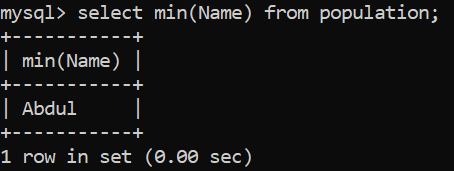 mysql> select min(Name) from population;
+-----------+
| min(Name) |
+-----------+
| Abdul     |
+-----------+
1 row in set (0.00 sec)